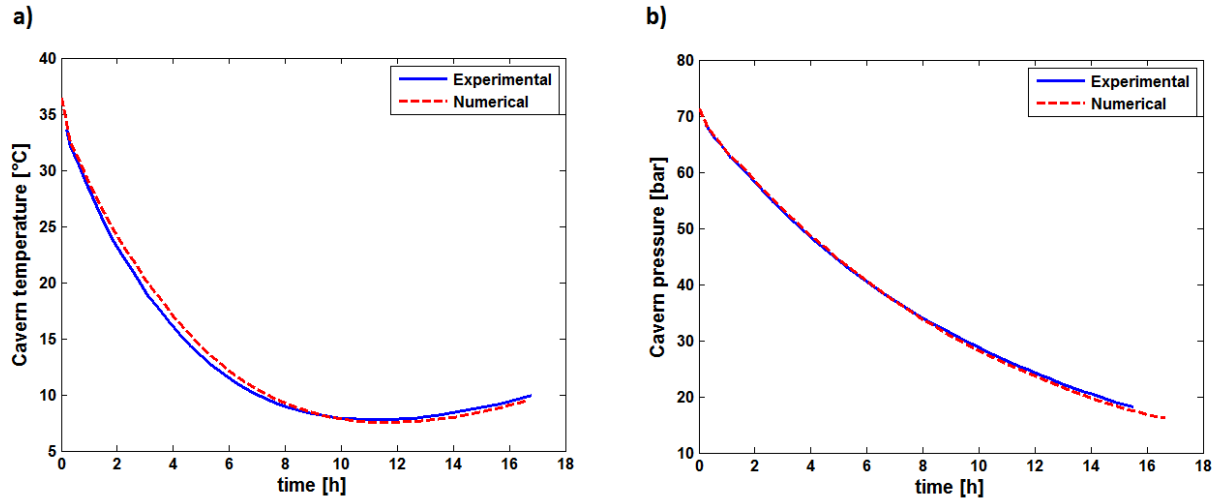 a)
40
35
30
25
20
15
10
5
0 2 4 6 8 10 12 14 16 18
Cavern temperature [°C]
time [h]
Experimental
Numerical
b)
80
70
60
50
40
30
20
10
0 2 4 6 8 10 12 14 16 18
Cavern pressure [bar]
time [h]
Experimental
Numerical